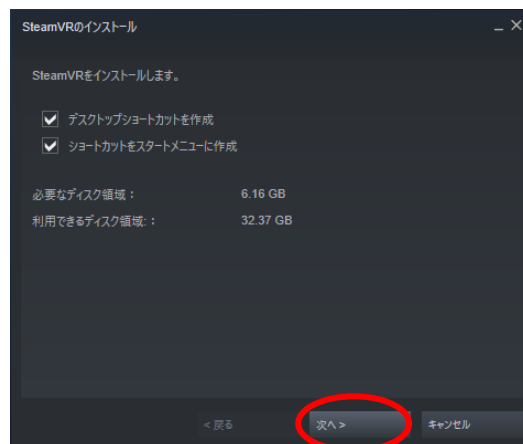 SteamVRのインストール
SteamVRをインストールします。
デスクトップショートカットを作成
ショートカットをスタートメニューに作成
必要なディスク領域： 6.16 GB
利用できるディスク領域:： 32.37 GB
< 戻る 次へ > キャンセル